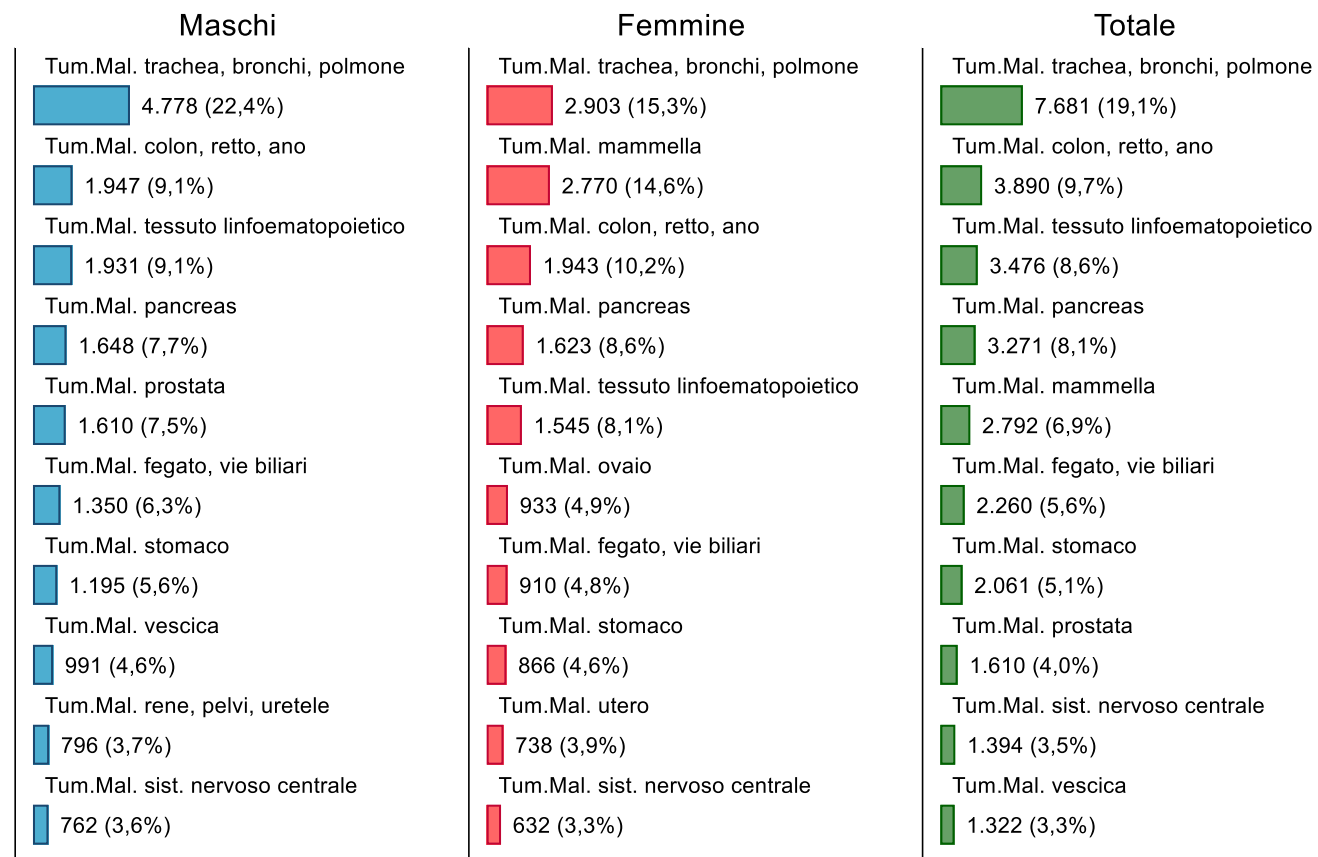 Maschi
Tum.Mal. trachea, bronchi, polmone
4.778 (22,4%)
Tum.Mal. colon, retto, ano
1.947 (9,1%)
Tum.Mal. tessuto linfoematopoietico
1.931 (9,1%)
Tum.Mal. pancreas
1.648 (7,7%)
Tum.Mal. prostata
1.610 (7,5%)
Tum.Mal. fegato, vie biliari
1.350 (6,3%)
Tum.Mal. stomaco
1.195 (5,6%)
Tum.Mal. vescica
991 (4,6%)
Tum.Mal. rene, pelvi, uretele
796 (3,7%)
Tum.Mal. sist. nervoso centrale
762 (3,6%)
Femmine
Tum.Mal. trachea, bronchi, polmone
2.903 (15,3%)
Tum.Mal. mammella
2.770 (14,6%)
Tum.Mal. colon, retto, ano
1.943 (10,2%)
Tum.Mal. pancreas
1.623 (8,6%)
Tum.Mal. tessuto linfoematopoietico
1.545 (8,1%)
Tum.Mal. ovaio
933 (4,9%)
Tum.Mal. fegato, vie biliari
910 (4,8%)
Tum.Mal. stomaco
866 (4,6%)
Tum.Mal. utero
738 (3,9%)
Tum.Mal. sist. nervoso centrale
632 (3,3%)
Totale
Tum.Mal. trachea, bronchi, polmone
7.681 (19,1%)
Tum.Mal. colon, retto, ano
3.890 (9,7%)
Tum.Mal. tessuto linfoematopoietico
3.476 (8,6%)
Tum.Mal. pancreas
3.271 (8,1%)
Tum.Mal. mammella
2.792 (6,9%)
Tum.Mal. fegato, vie biliari
2.260 (5,6%)
Tum.Mal. stomaco
2.061 (5,1%)
Tum.Mal. prostata
1.610 (4,0%)
Tum.Mal. sist. nervoso centrale
1.394 (3,5%)
Tum.Mal. vescica
1.322 (3,3%)